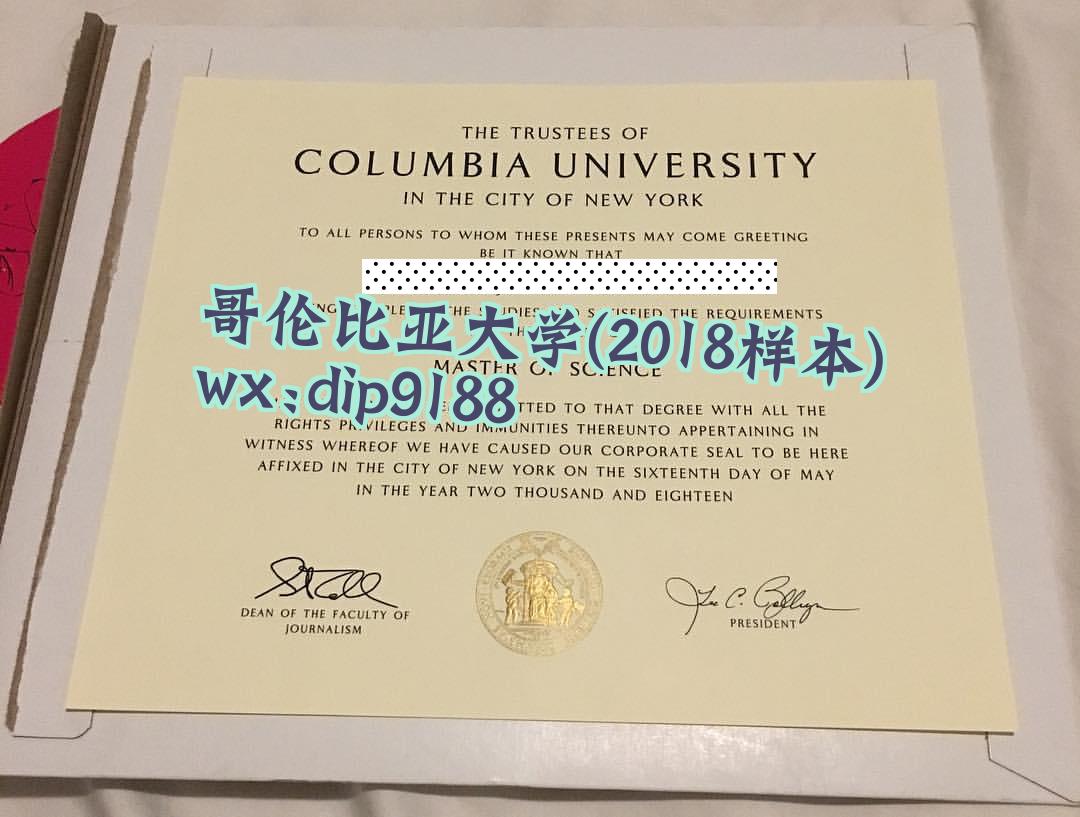 THE TRUSTEES OF
COLUMBIA UNIVERSITY
IN THE CITY OF NEW YORK
TO ALL PERSONS TO WHOM THESE PRESENTS MAY COME GREETING
BE IT KNOWN THAT
THE REQUIREMENTS
哥伦比亚大学(2018样本)
MASTER OF SCIENCE
wx:dip9188
TO THAT DEGREE WITH ALL THE
RIGHTS PRIVILEGES AND IMMUNITIES THEREUNTO APPERTAINING IN
WITNESS WHEREOF WE HAVE CAUSED OUR CORPORATE SEAL TO BE HERE
AFFIXED IN THE CITY OF NEW YORK ON THE SIXTEENTH DAY OF MAY
IN THE YEAR TWO THOUSAND AND EIGHTEEN
DEAN OF THE FACULTY OF
JOURNALISM
PRESIDENT